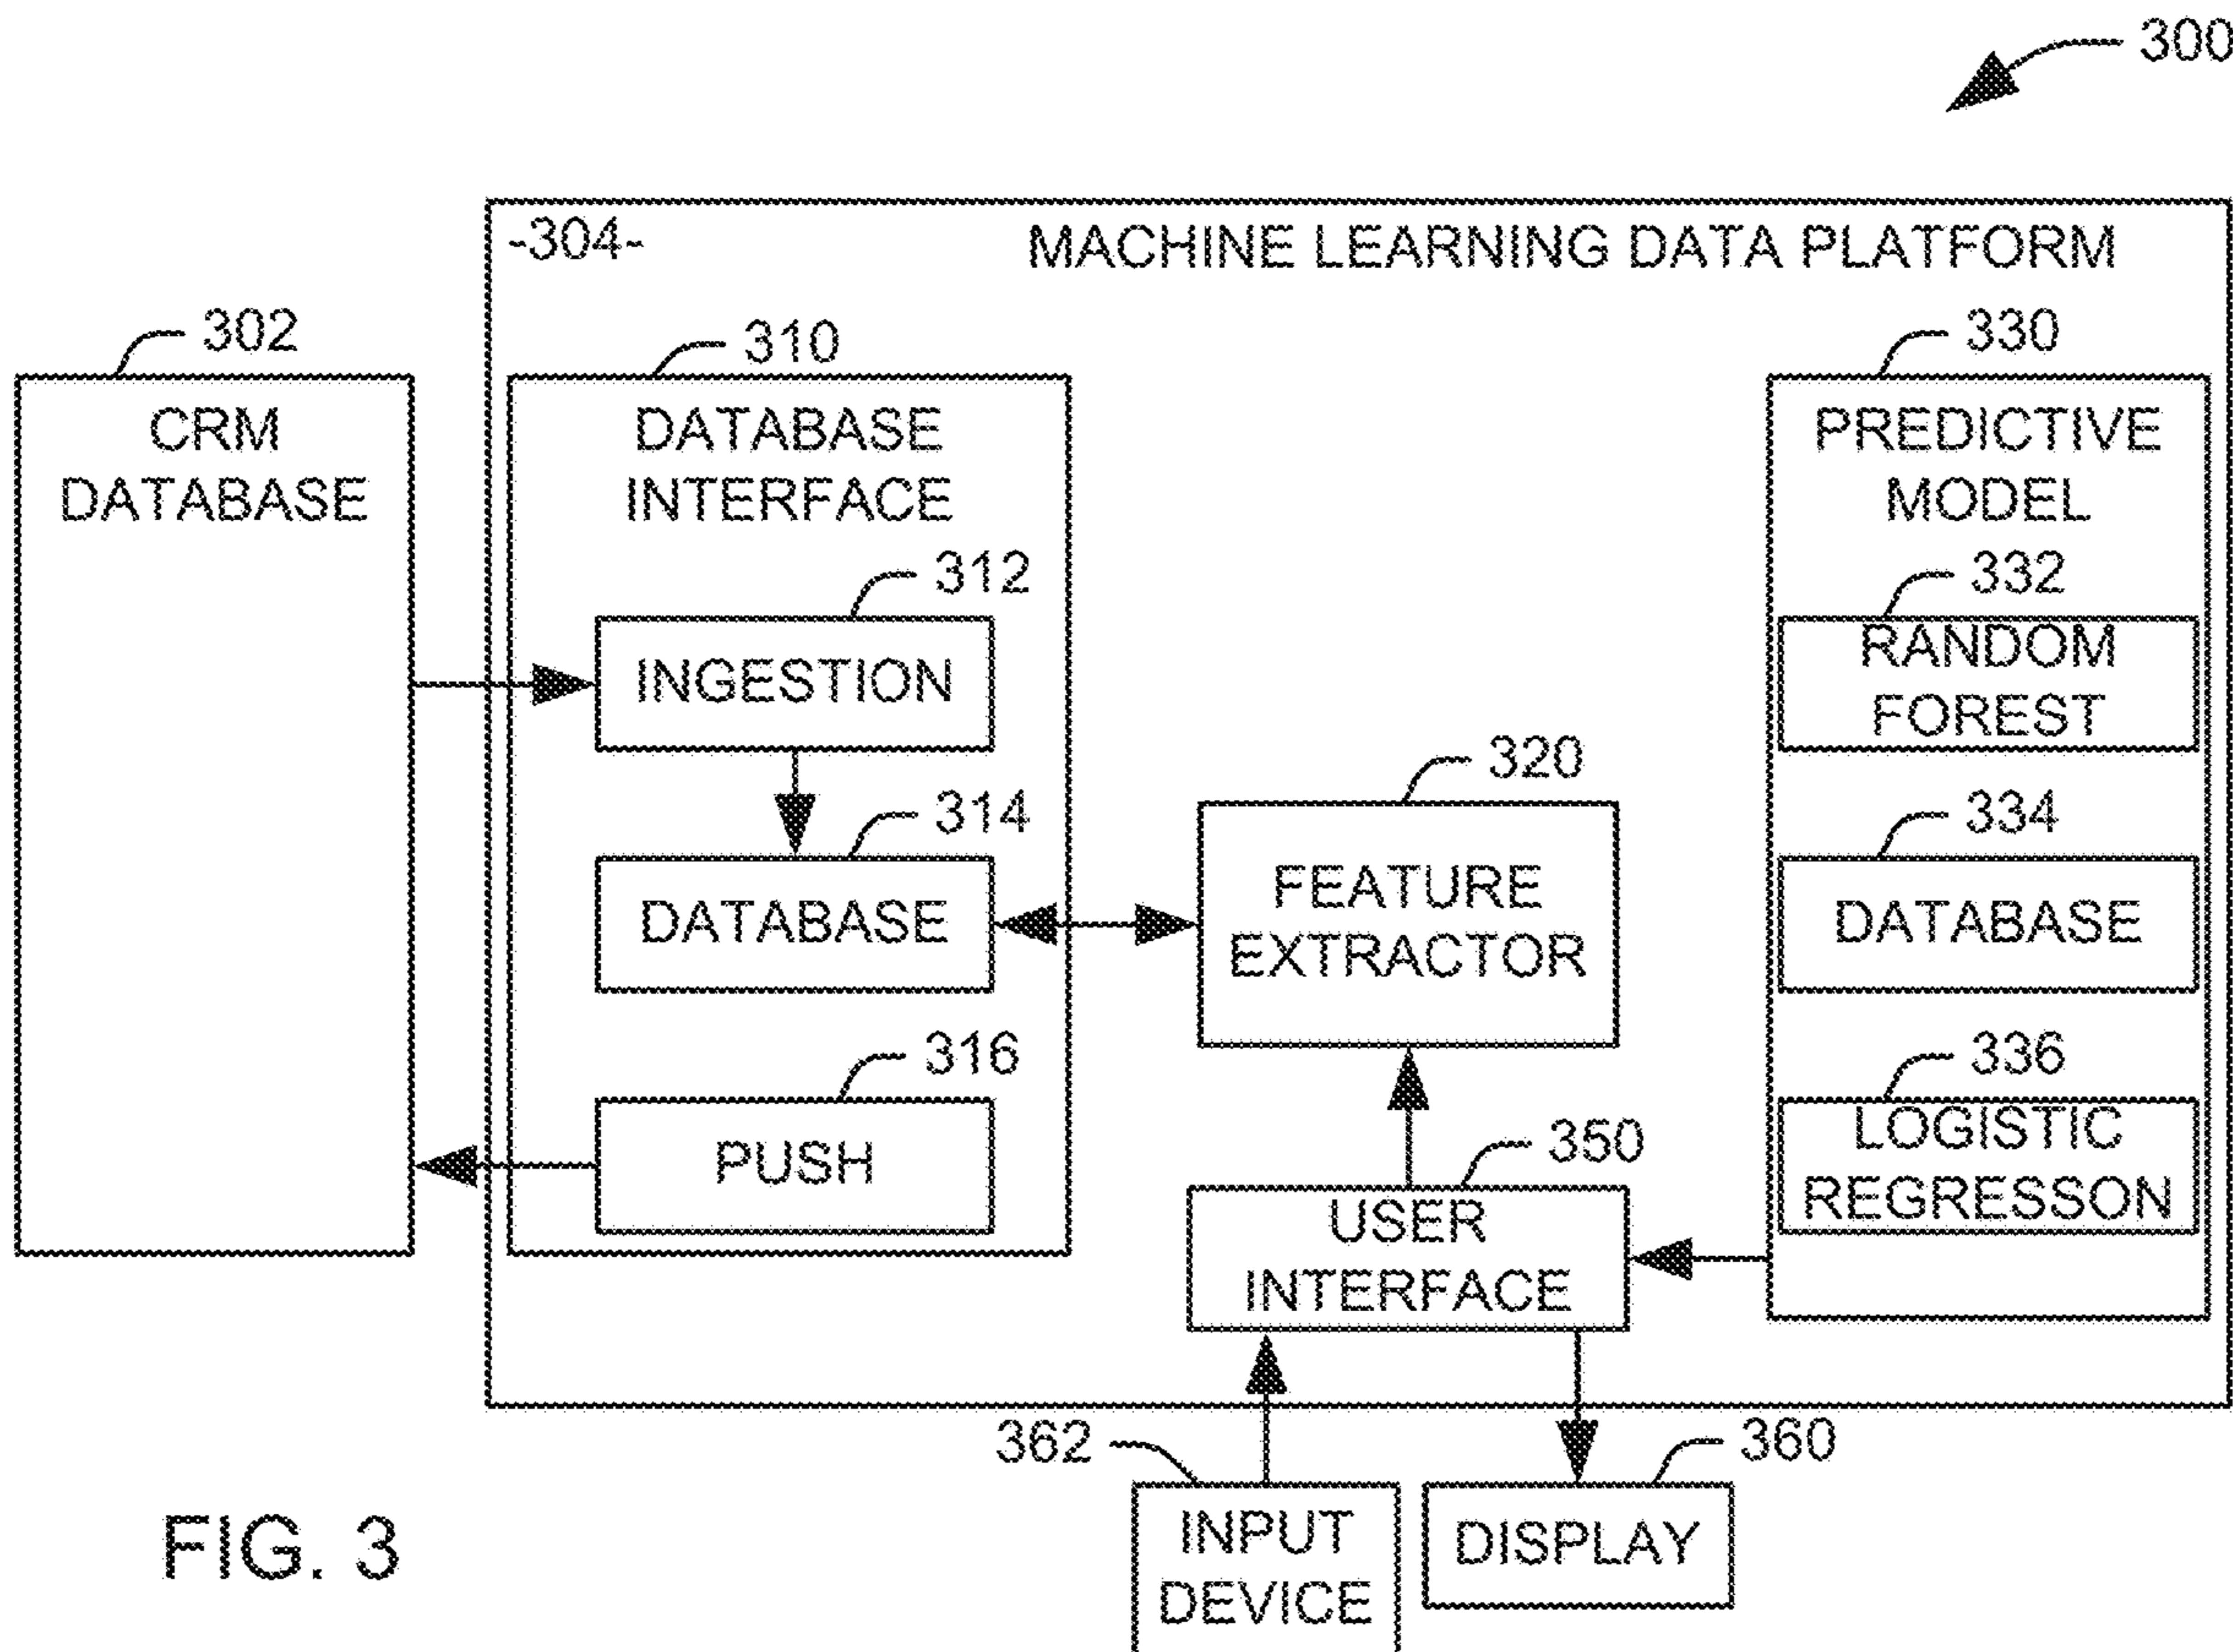 300
-304-
MACHINE LEARNING DATA PLATFORM
302
CRM
DATABASE
310
DATABASE
INTERFACE
312
INGESTION
314
DATABASE
316
PUSH
320
FEATURE
EXTRACTOR
330
PREDICTIVE
MODEL
332
RANDOM
FOREST
334
DATABASE
336
LOGISTIC
REGRESSON
350
USER
INTERFACE
362
INPUT
DEVICE
360
DISPLAY
FIG. 3